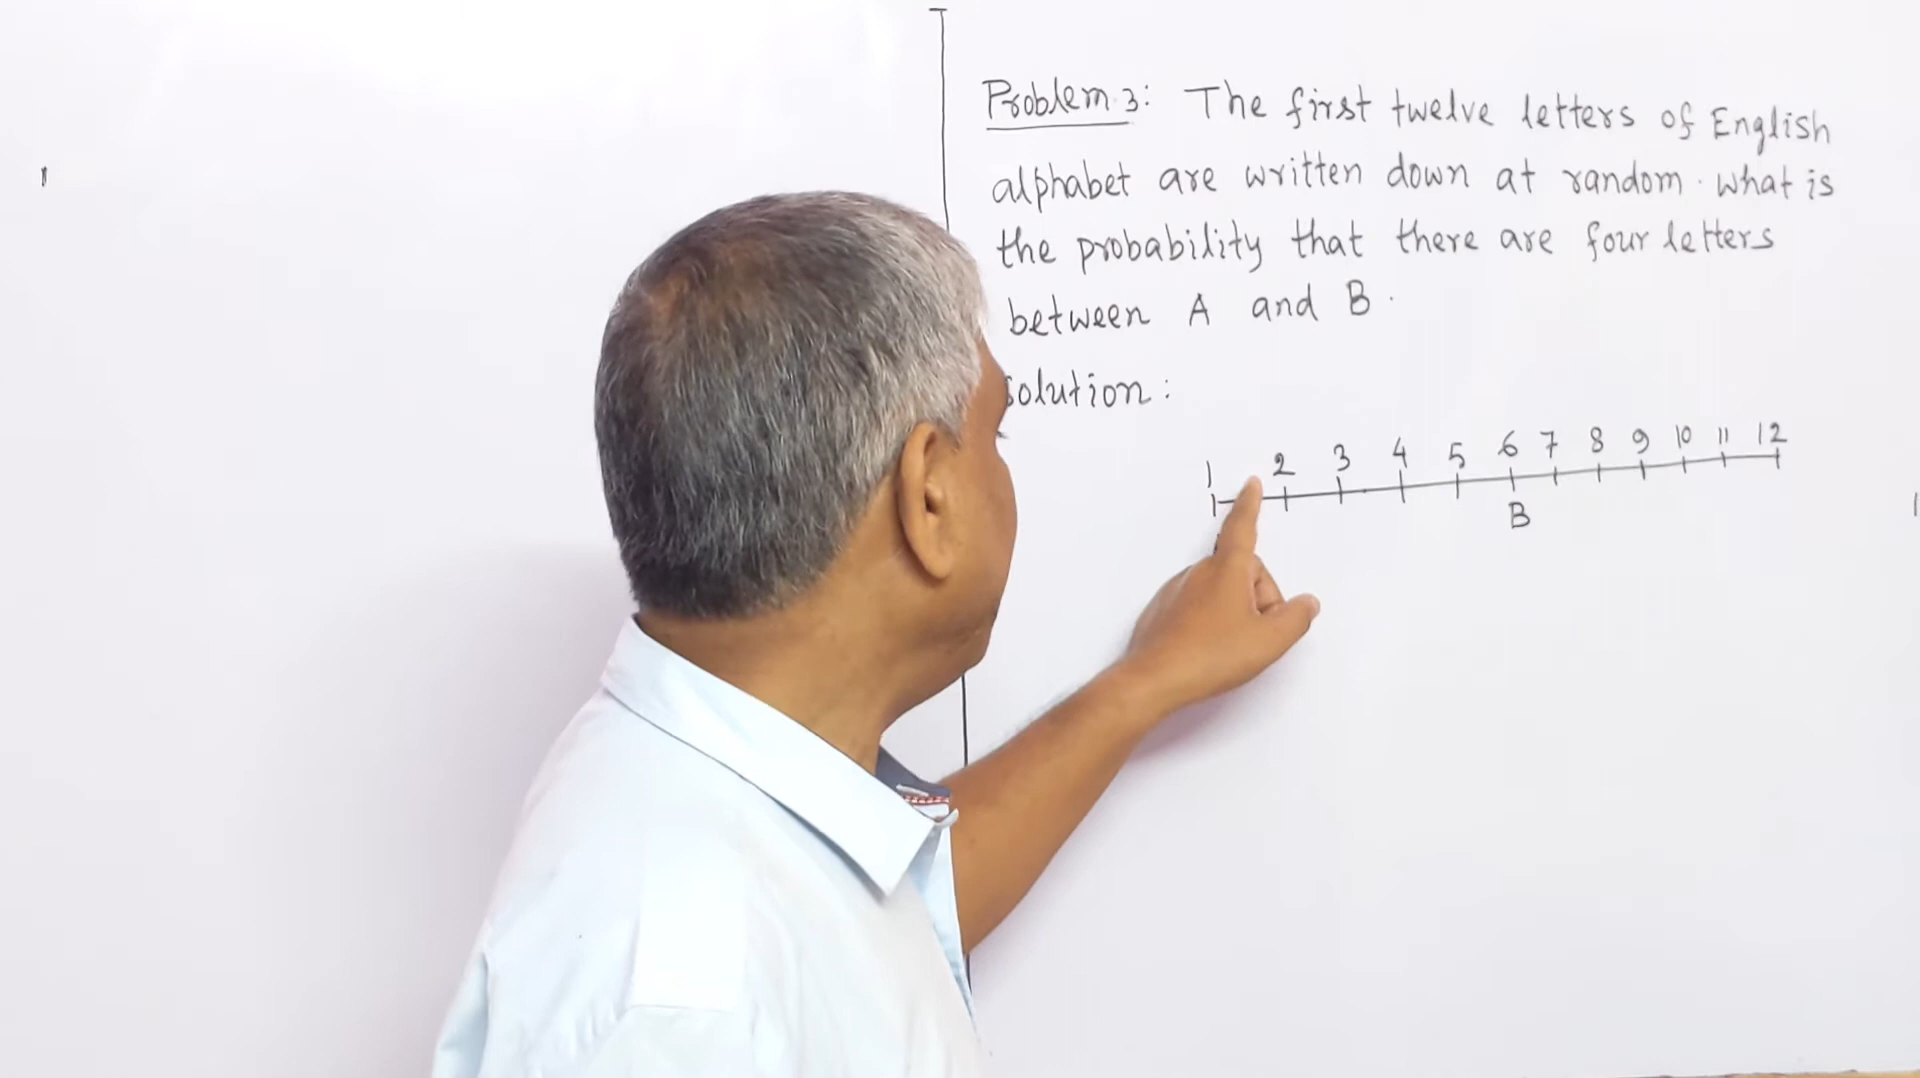 Problem 3: The first twelve letters of English
alphabet are written down at random. what is
the probability that there are four letters
between A and B.
solution:
1 2 3 4 5 6 7 8 9 10 11 12
B